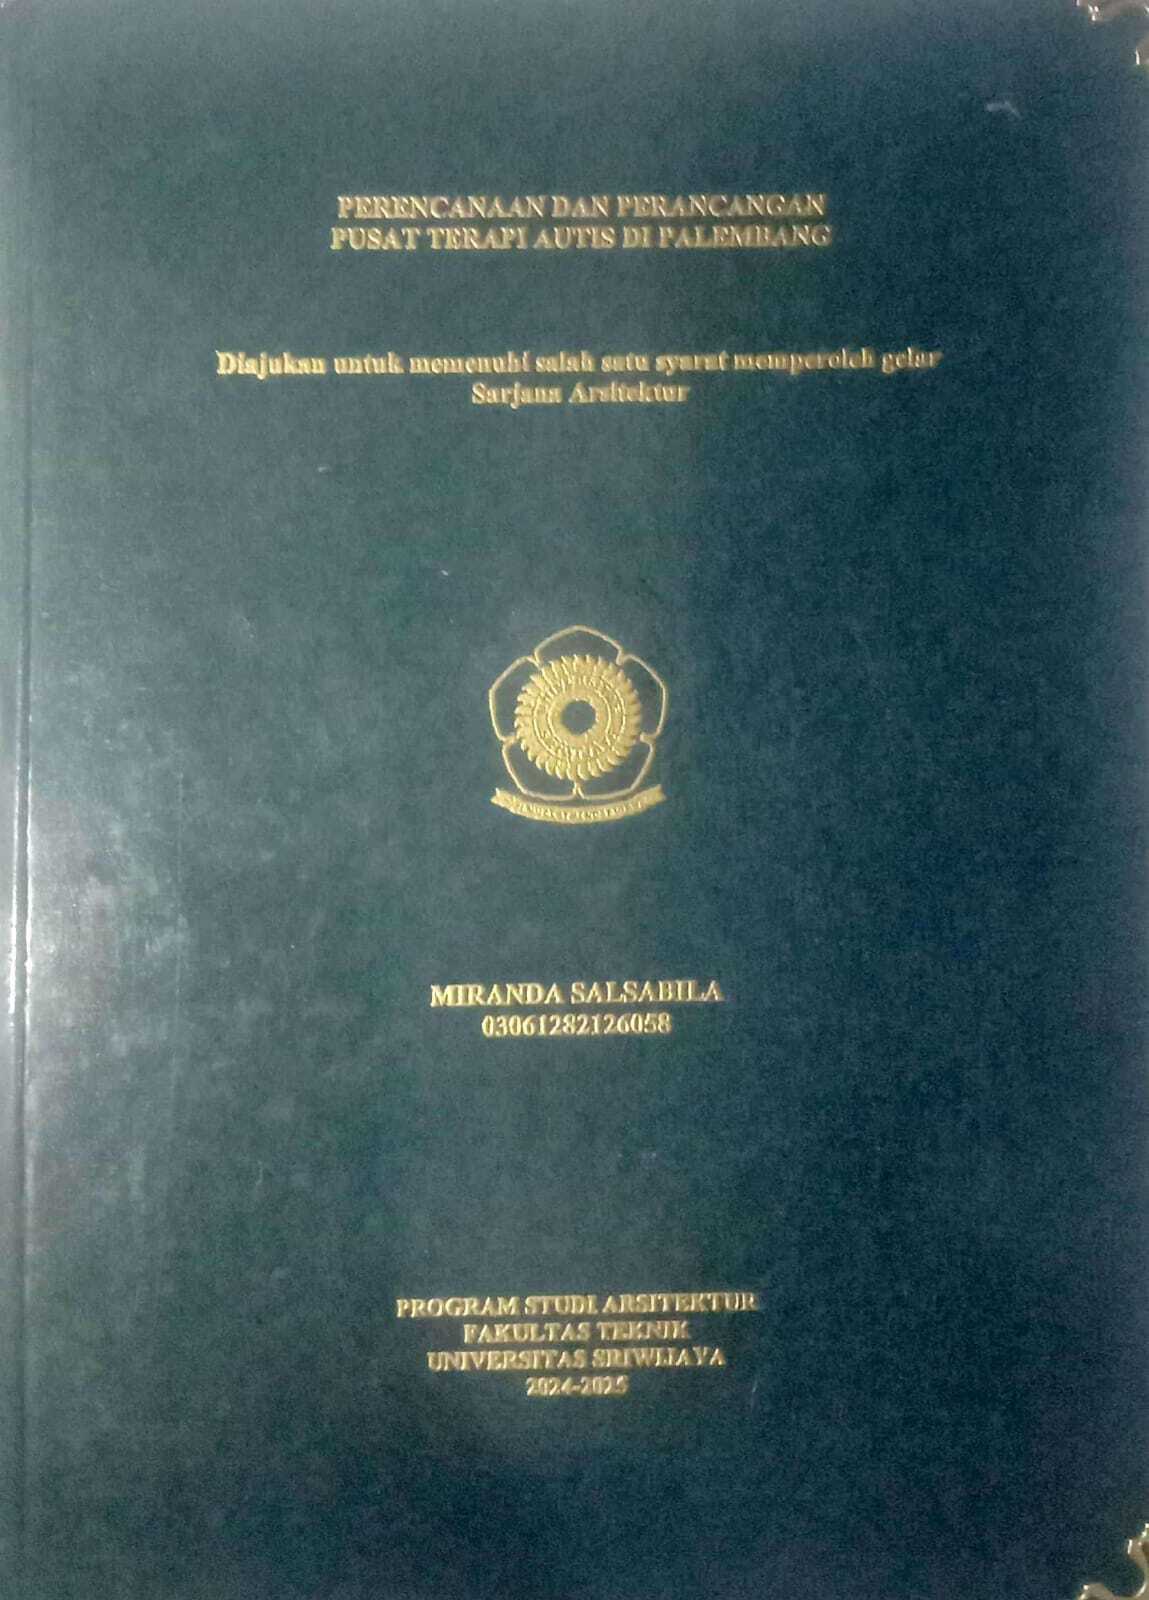 PERENCANAAN DAN PERANCANGAN
PUSAT TERAPI AUTIS DI PALEMBANG
Diajukan untuk memenuhi salah satu syarat memperoleh gelar
Sarjana Arsitektur
MIRANDA SALSABILA
03061282126058
PROGRAM STUDI ARSITEKTUR
FAKULTAS TEKNIK
UNIVERSITAS SRIWIJAYA
2024-2025